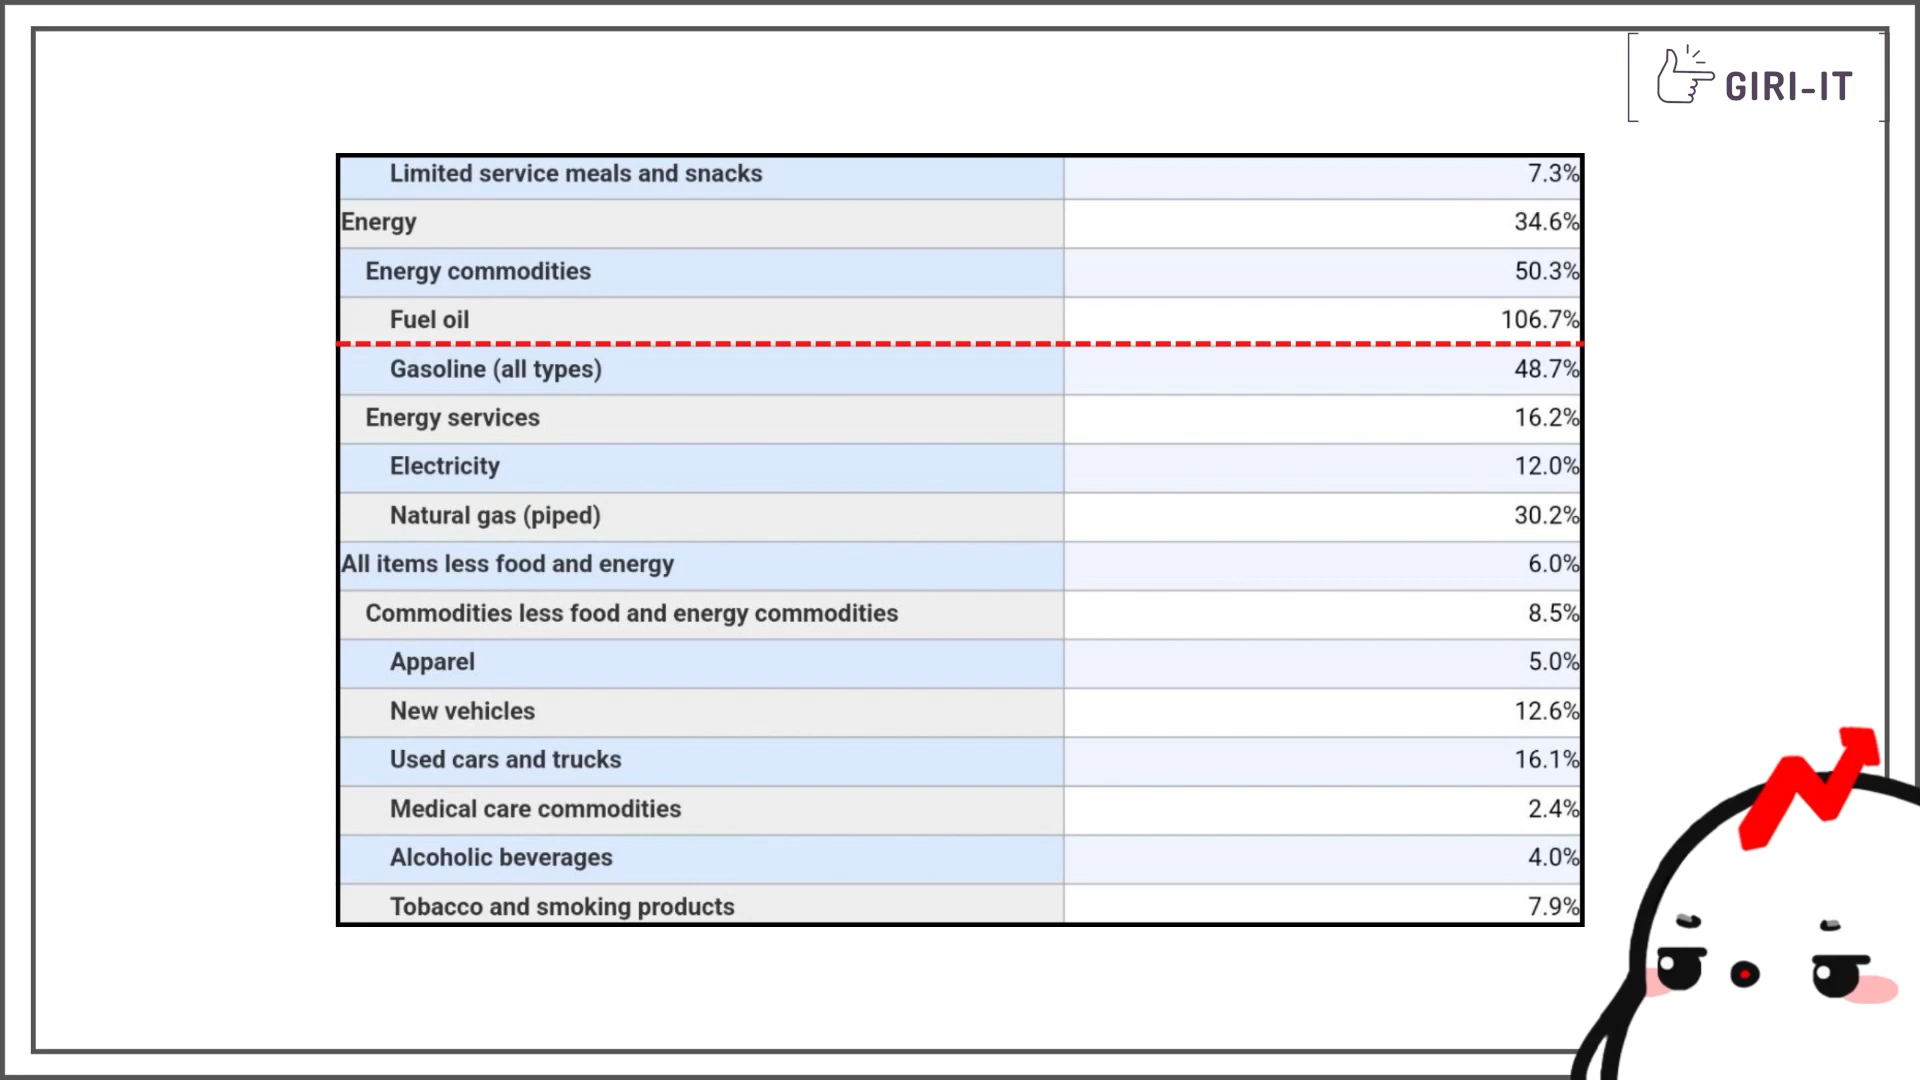 GIRI-IT
Limited service meals and snacks 7.3%
Energy 34.6%
Energy commodities 50.3%
Fuel oil 106.7%
Gasoline (all types) 48.7%
Energy services 16.2%
Electricity 12.0%
Natural gas (piped) 30.2%
All items less food and energy 6.0%
Commodities less food and energy commodities 8.5%
Apparel 5.0%
New vehicles 12.6%
Used cars and trucks 16.1%
Medical care commodities 2.4%
Alcoholic beverages 4.0%
Tobacco and smoking products 7.9%